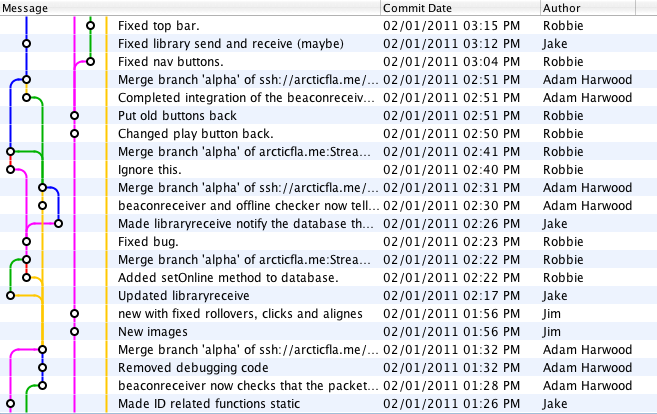 Message Commit Date Author
Fixed top bar. 02/01/2011 03:15 PM Robbie
Fixed library send and receive (maybe) 02/01/2011 03:12 PM Jake
Fixed nav buttons. 02/01/2011 03:04 PM Robbie
Merge branch 'alpha' of ssh://arcticfla.me/... 02/01/2011 02:51 PM Adam Harwood
Completed integration of the beaconreceiv... 02/01/2011 02:51 PM Adam Harwood
Put old buttons back 02/01/2011 02:51 PM Robbie
Changed play button back. 02/01/2011 02:50 PM Robbie
Merge branch 'alpha' of arcticfla.me:Strea... 02/01/2011 02:41 PM Robbie
Ignore this. 02/01/2011 02:40 PM Robbie
Merge branch 'alpha' of ssh://arcticfla.me/... 02/01/2011 02:31 PM Adam Harwood
beaconreceiver and offline checker now tell... 02/01/2011 02:30 PM Adam Harwood
Made libraryreceive notify the database th... 02/01/2011 02:26 PM Jake
Fixed bug. 02/01/2011 02:23 PM Robbie
Merge branch 'alpha' of arcticfla.me:Strea... 02/01/2011 02:22 PM Robbie
Added setOnline method to database. 02/01/2011 02:22 PM Robbie
Updated libraryreceive 02/01/2011 02:17 PM Jake
new with fixed rollovers, clicks and alignes 02/01/2011 01:56 PM Jim
New images 02/01/2011 01:56 PM Jim
Merge branch 'alpha' of ssh://arcticfla.me/... 02/01/2011 01:32 PM Adam Harwood
Removed debugging code 02/01/2011 01:32 PM Adam Harwood
beaconreceiver now checks that the packet... 02/01/2011 01:28 PM Adam Harwood
Made ID related functions static 02/01/2011 01:26 PM Jake